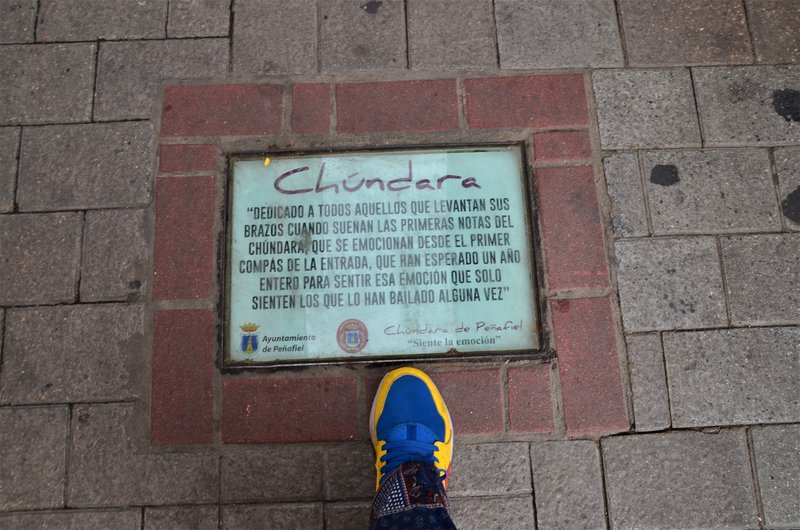 Chúndara
"DEDICADO A TODOS AQUELLOS QUE LEVANTAN SUS
BRAZOS CUANDO SUENAN LAS PRIMERAS NOTAS DEL
CHÚNDARA, QUE SE EMOCIONAN DESDE EL PRIMER
COMPÁS DE LA ENTRADA, QUE HAN ESPERADO UN AÑO
ENTERO PARA SENTIR ESA EMOCIÓN QUE SOLO
SIENTEN LOS QUE LO HAN BAILADO ALGUNA VEZ"
Ayuntamiento
de Peñafiel
Chúndara de Peñafiel
"Siente la emoción"